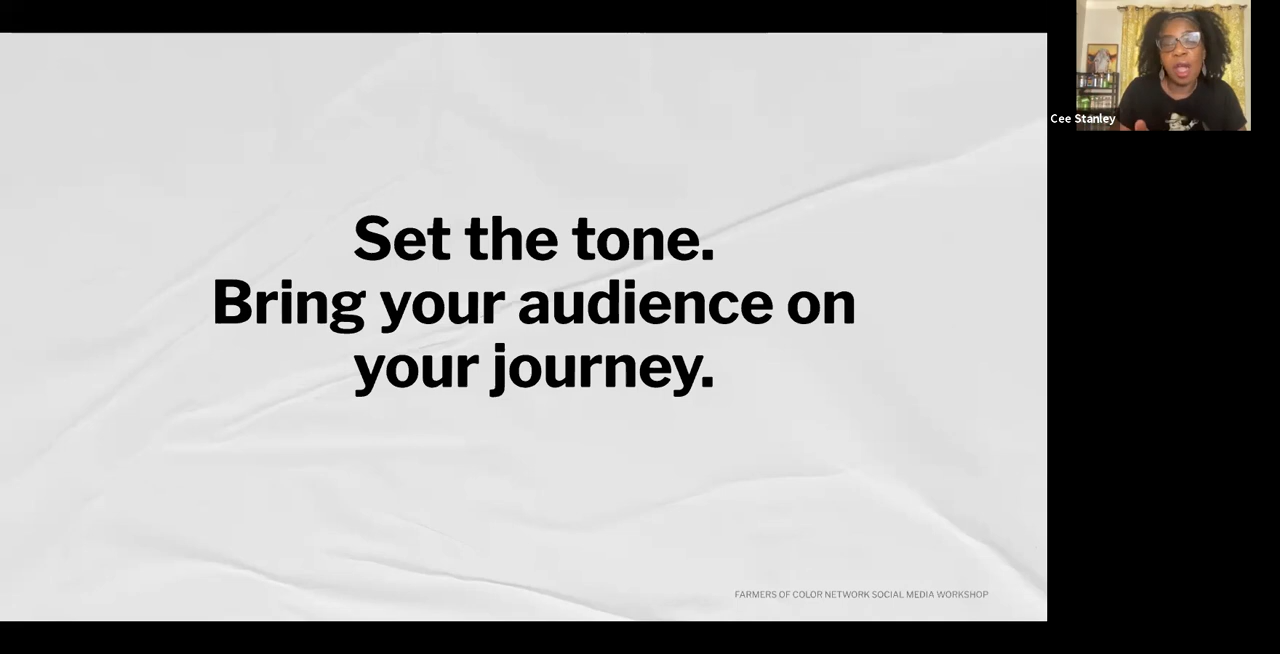 Set the tone.
Bring your audience on
your journey.
FARMERS OF COLOR NETWORK SOCIAL MEDIA WORKSHOP
Cee Stanley